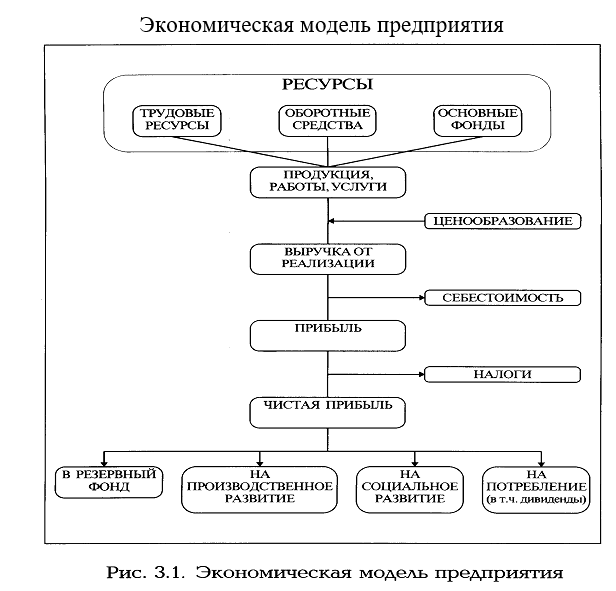 Экономическая модель предприятия
РЕСУРСЫ
ТРУДОВЫЕ
РЕСУРСЫ
ОБОРОТНЫЕ
СРЕДСТВА
ОСНОВНЫЕ
ФОНДЫ
ПРОДУКЦИЯ,
РАБОТЫ, УСЛУГИ
ЦЕНООБРАЗОВАНИЕ
ВЫРУЧКА ОТ
РЕАЛИЗАЦИИ
СЕБЕСТОИМОСТЬ
ПРИБЫЛЬ
НАЛОГИ
ЧИСТАЯ ПРИБЫЛЬ
В РЕЗЕРВНЫЙ
ФОНД
НА
ПРОИЗВОДСТВЕННОЕ
РАЗВИТИЕ
НА
СОЦИАЛЬНОЕ
РАЗВИТИЕ
НА
ПОТРЕБЛЕНИЕ
(в т.ч. дивиденды)
Рис. 3.1. Экономическая модель предприятия